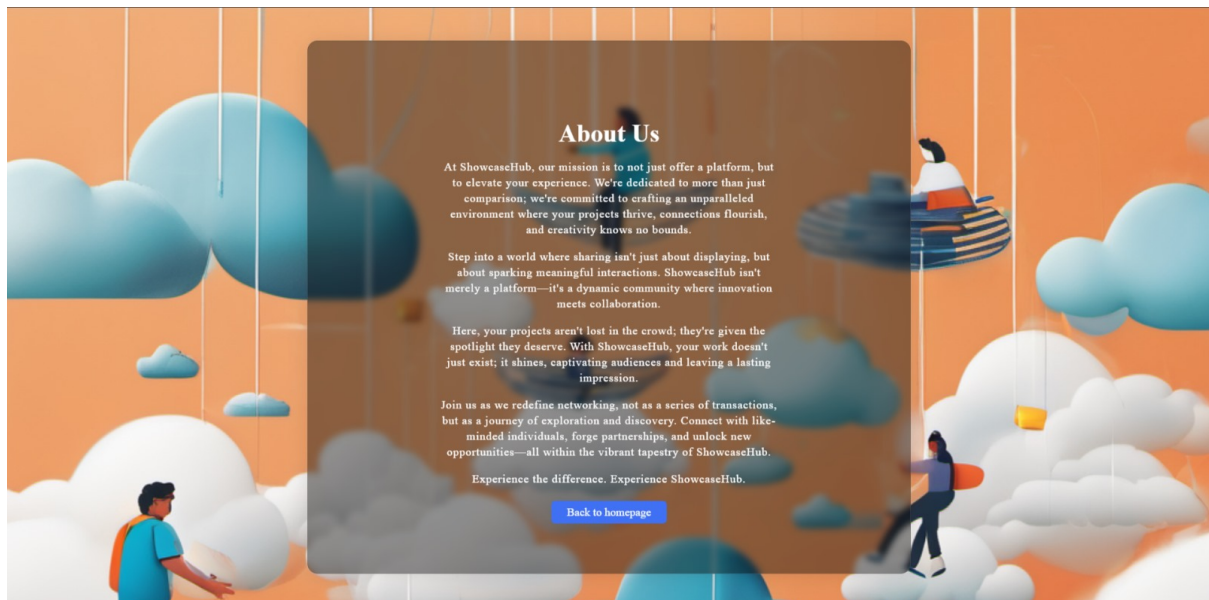 About Us
At ShowcaseHub, our mission is to not just offer a platform, but
to elevate your experience. We're dedicated to more than just
comparison; we're committed to crafting an unparalleled
environment where your projects thrive, connections flourish,
and creativity knows no bounds.
Step into a world where sharing isn't just about displaying, but
about sparking meaningful interactions. ShowcaseHub isn't
merely a platform—it's a dynamic community where innovation
meets collaboration.
Here, your projects aren't lost in the crowd; they're given the
spotlight they deserve. With ShowcaseHub, your work doesn't
just exist; it shines, captivating audiences and leaving a lasting
impression.
Join us as we redefine networking, not as a series of transactions,
but as a journey of exploration and discovery. Connect with like-
minded individuals, forge partnerships, and unlock new
opportunities—all within the vibrant tapestry of ShowcaseHub.
Experience the difference. Experience ShowcaseHub.
Back to homepage